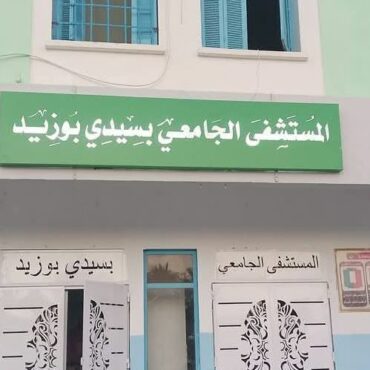 المستشفى الجامعي بسيدي بوزيد
المستشفى الجامعي
بسيدي بوزيد